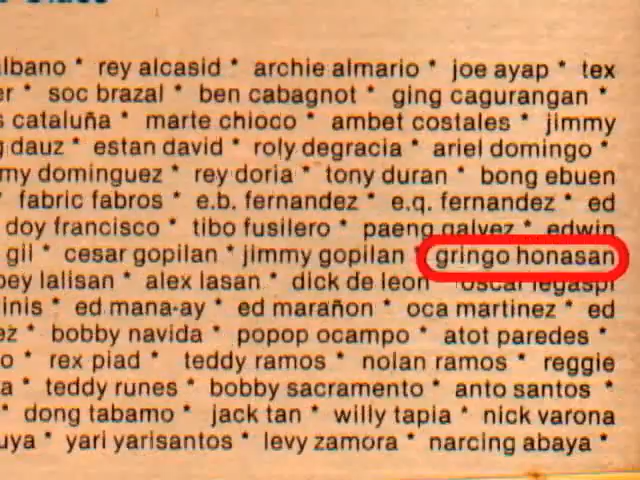 lbano * rey alcasid * archie almario * joe ayap * tex
er * soc brazal * ben cabagnot * ging cagurangan *
s cataluña * marte chioco * ambet costales * jimmy
g dauz * estan david * roly degracia * ariel domingo *
my dominguez * rey doria * tony duran * bong ebuen
* fabric fabros * e.b. fernandez * e.q. fernandez * ed
doy francisco * tibo fusilero * paeng galvez * edwin
gil * cesar gopilan * jimmy gopilan * gringo honasan
bey lalisan * alex lasan * dick de leon * oscar legaspi
inis * ed mana-ay * ed marañon * oca martinez * ed
ez * bobby navida * popop ocampo * atot paredes *
o * rex piad * teddy ramos * nolan ramos * reggie
a * teddy runes * bobby sacramento * anto santos *
* dong tabamo * jack tan * willy tapia * nick varona
uya * yari yarisantos * levy zamora * narcing abaya *